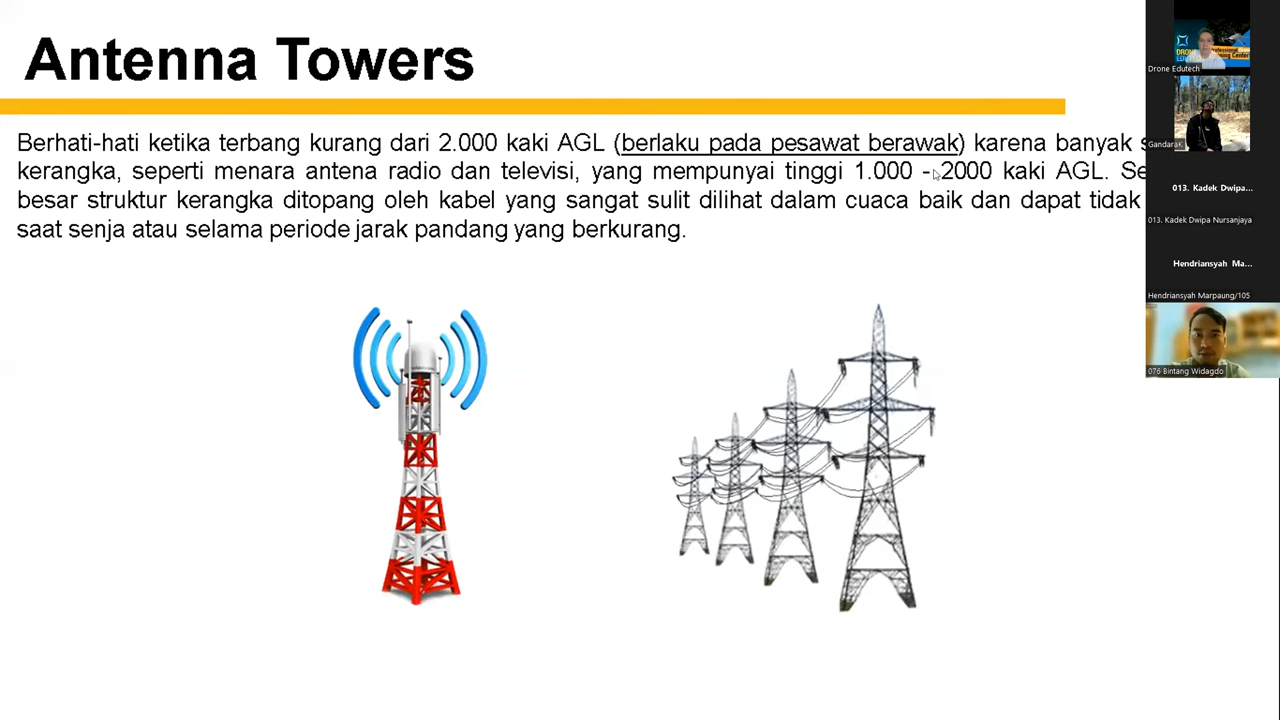 Antenna Towers
Berhati-hati ketika terbang kurang dari 2.000 kaki AGL (berlaku pada pesawat berawak) karena banyak
kerangka, seperti menara antena radio dan televisi, yang mempunyai tinggi 1.000 - 2000 kaki AGL.
besar struktur kerangka ditopang oleh kabel yang sangat sulit dilihat dalam cuaca baik dan dapat tidak
saat senja atau selama periode jarak pandang yang berkurang.
Drone Edutech
GandaraK
013. Kadek Dwipa...
013. Kadek Dwipa Nursanjaya
Hendriansyah Ma...
Hendriansyah Marpaung/105
076 Bintang Widagdo